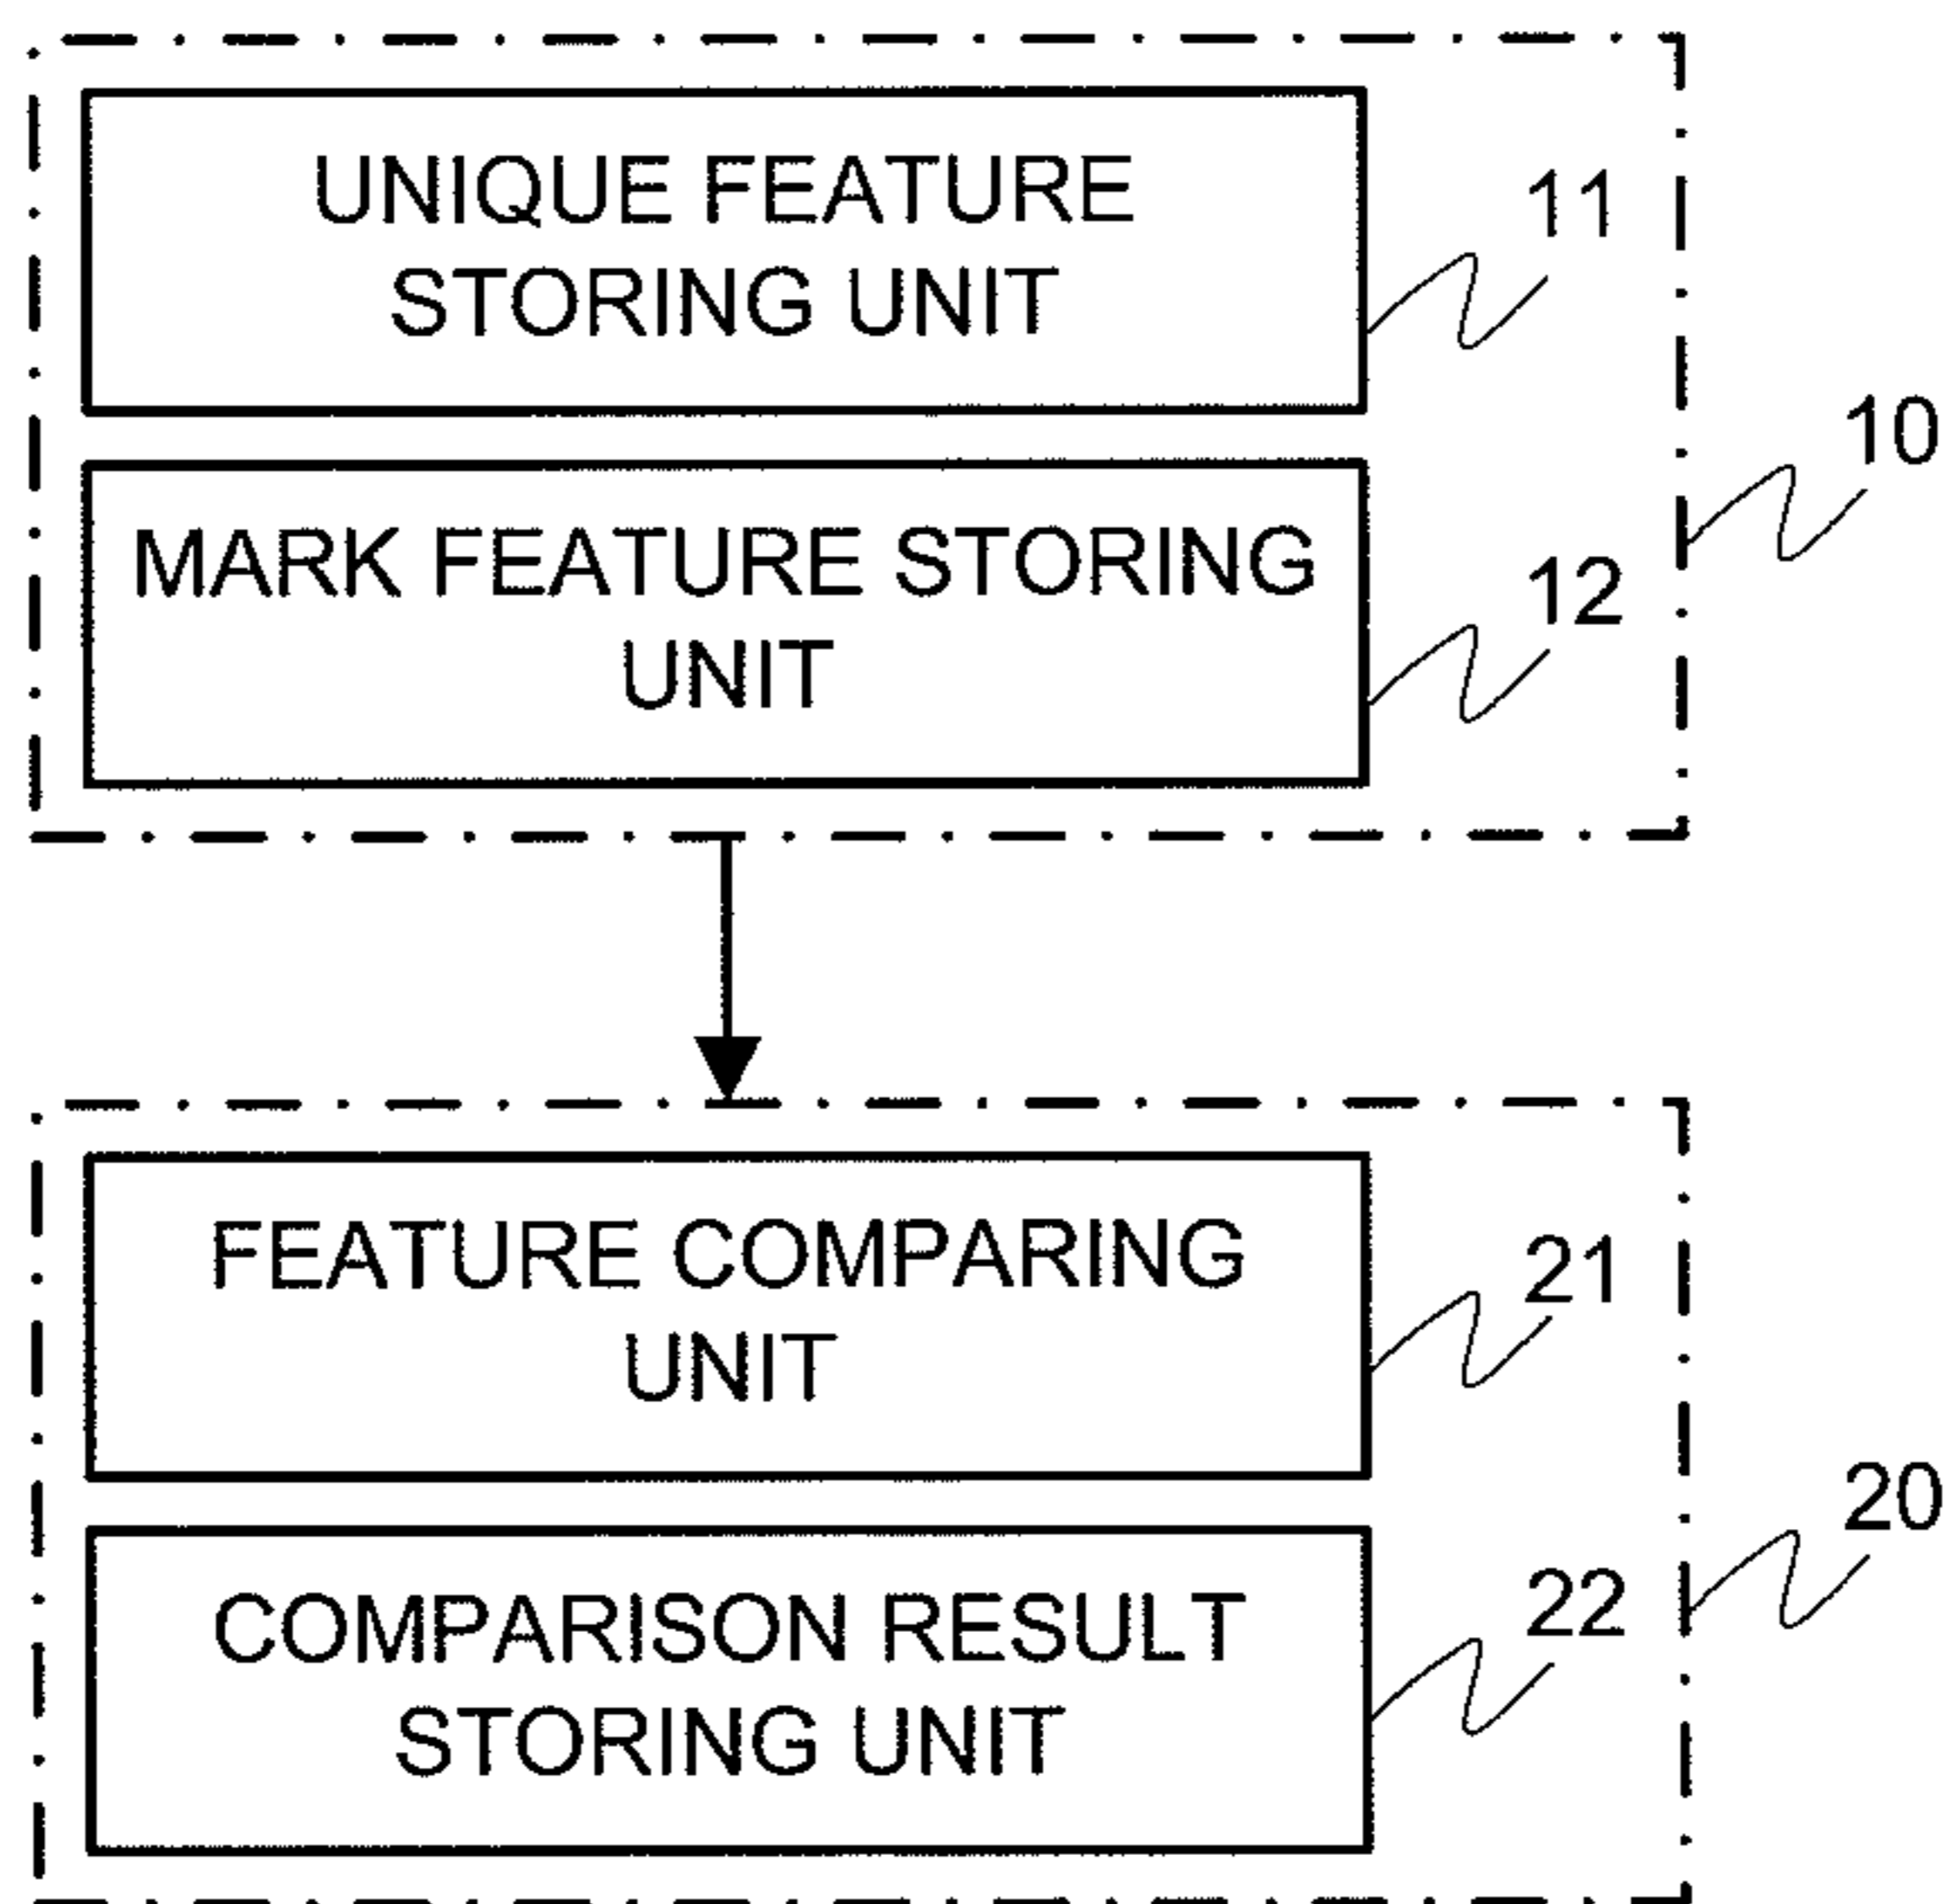 UNIQUE FEATURE
STORING UNIT
11
10
MARK FEATURE STORING
UNIT
12
FEATURE COMPARING
UNIT
21
20
COMPARISON RESULT
STORING UNIT
22